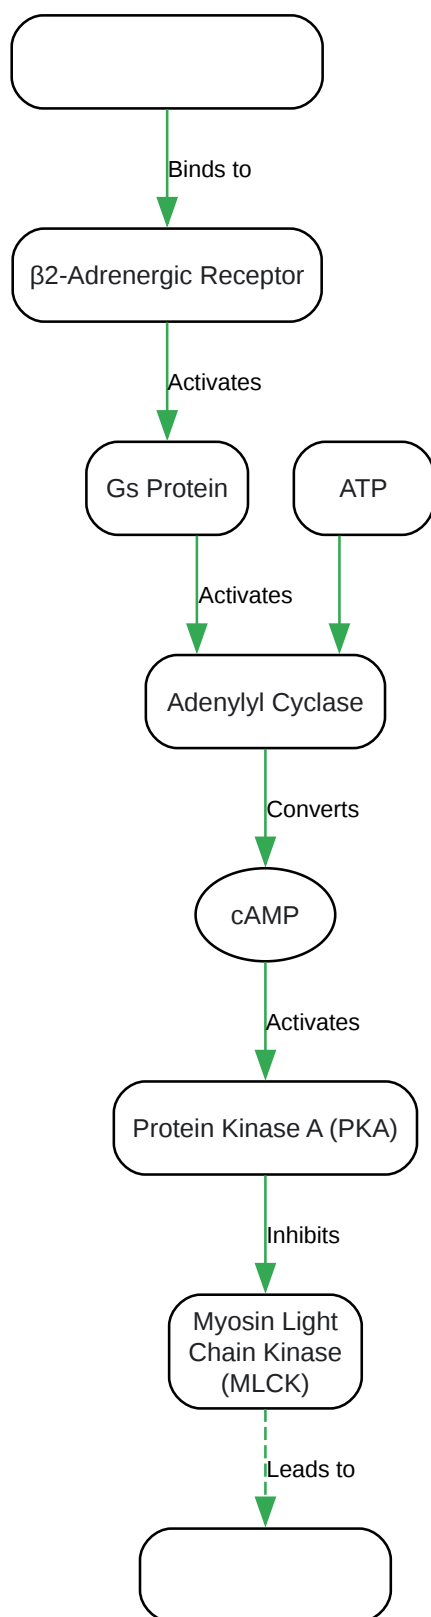 Binds to
β2-Adrenergic Receptor
Activates
Gs Protein
ATP
Activates
Adenylyl Cyclase
Converts
cAMP
Activates
Protein Kinase A (PKA)
Inhibits
Myosin Light
Chain Kinase
(MLCK)
Leads to